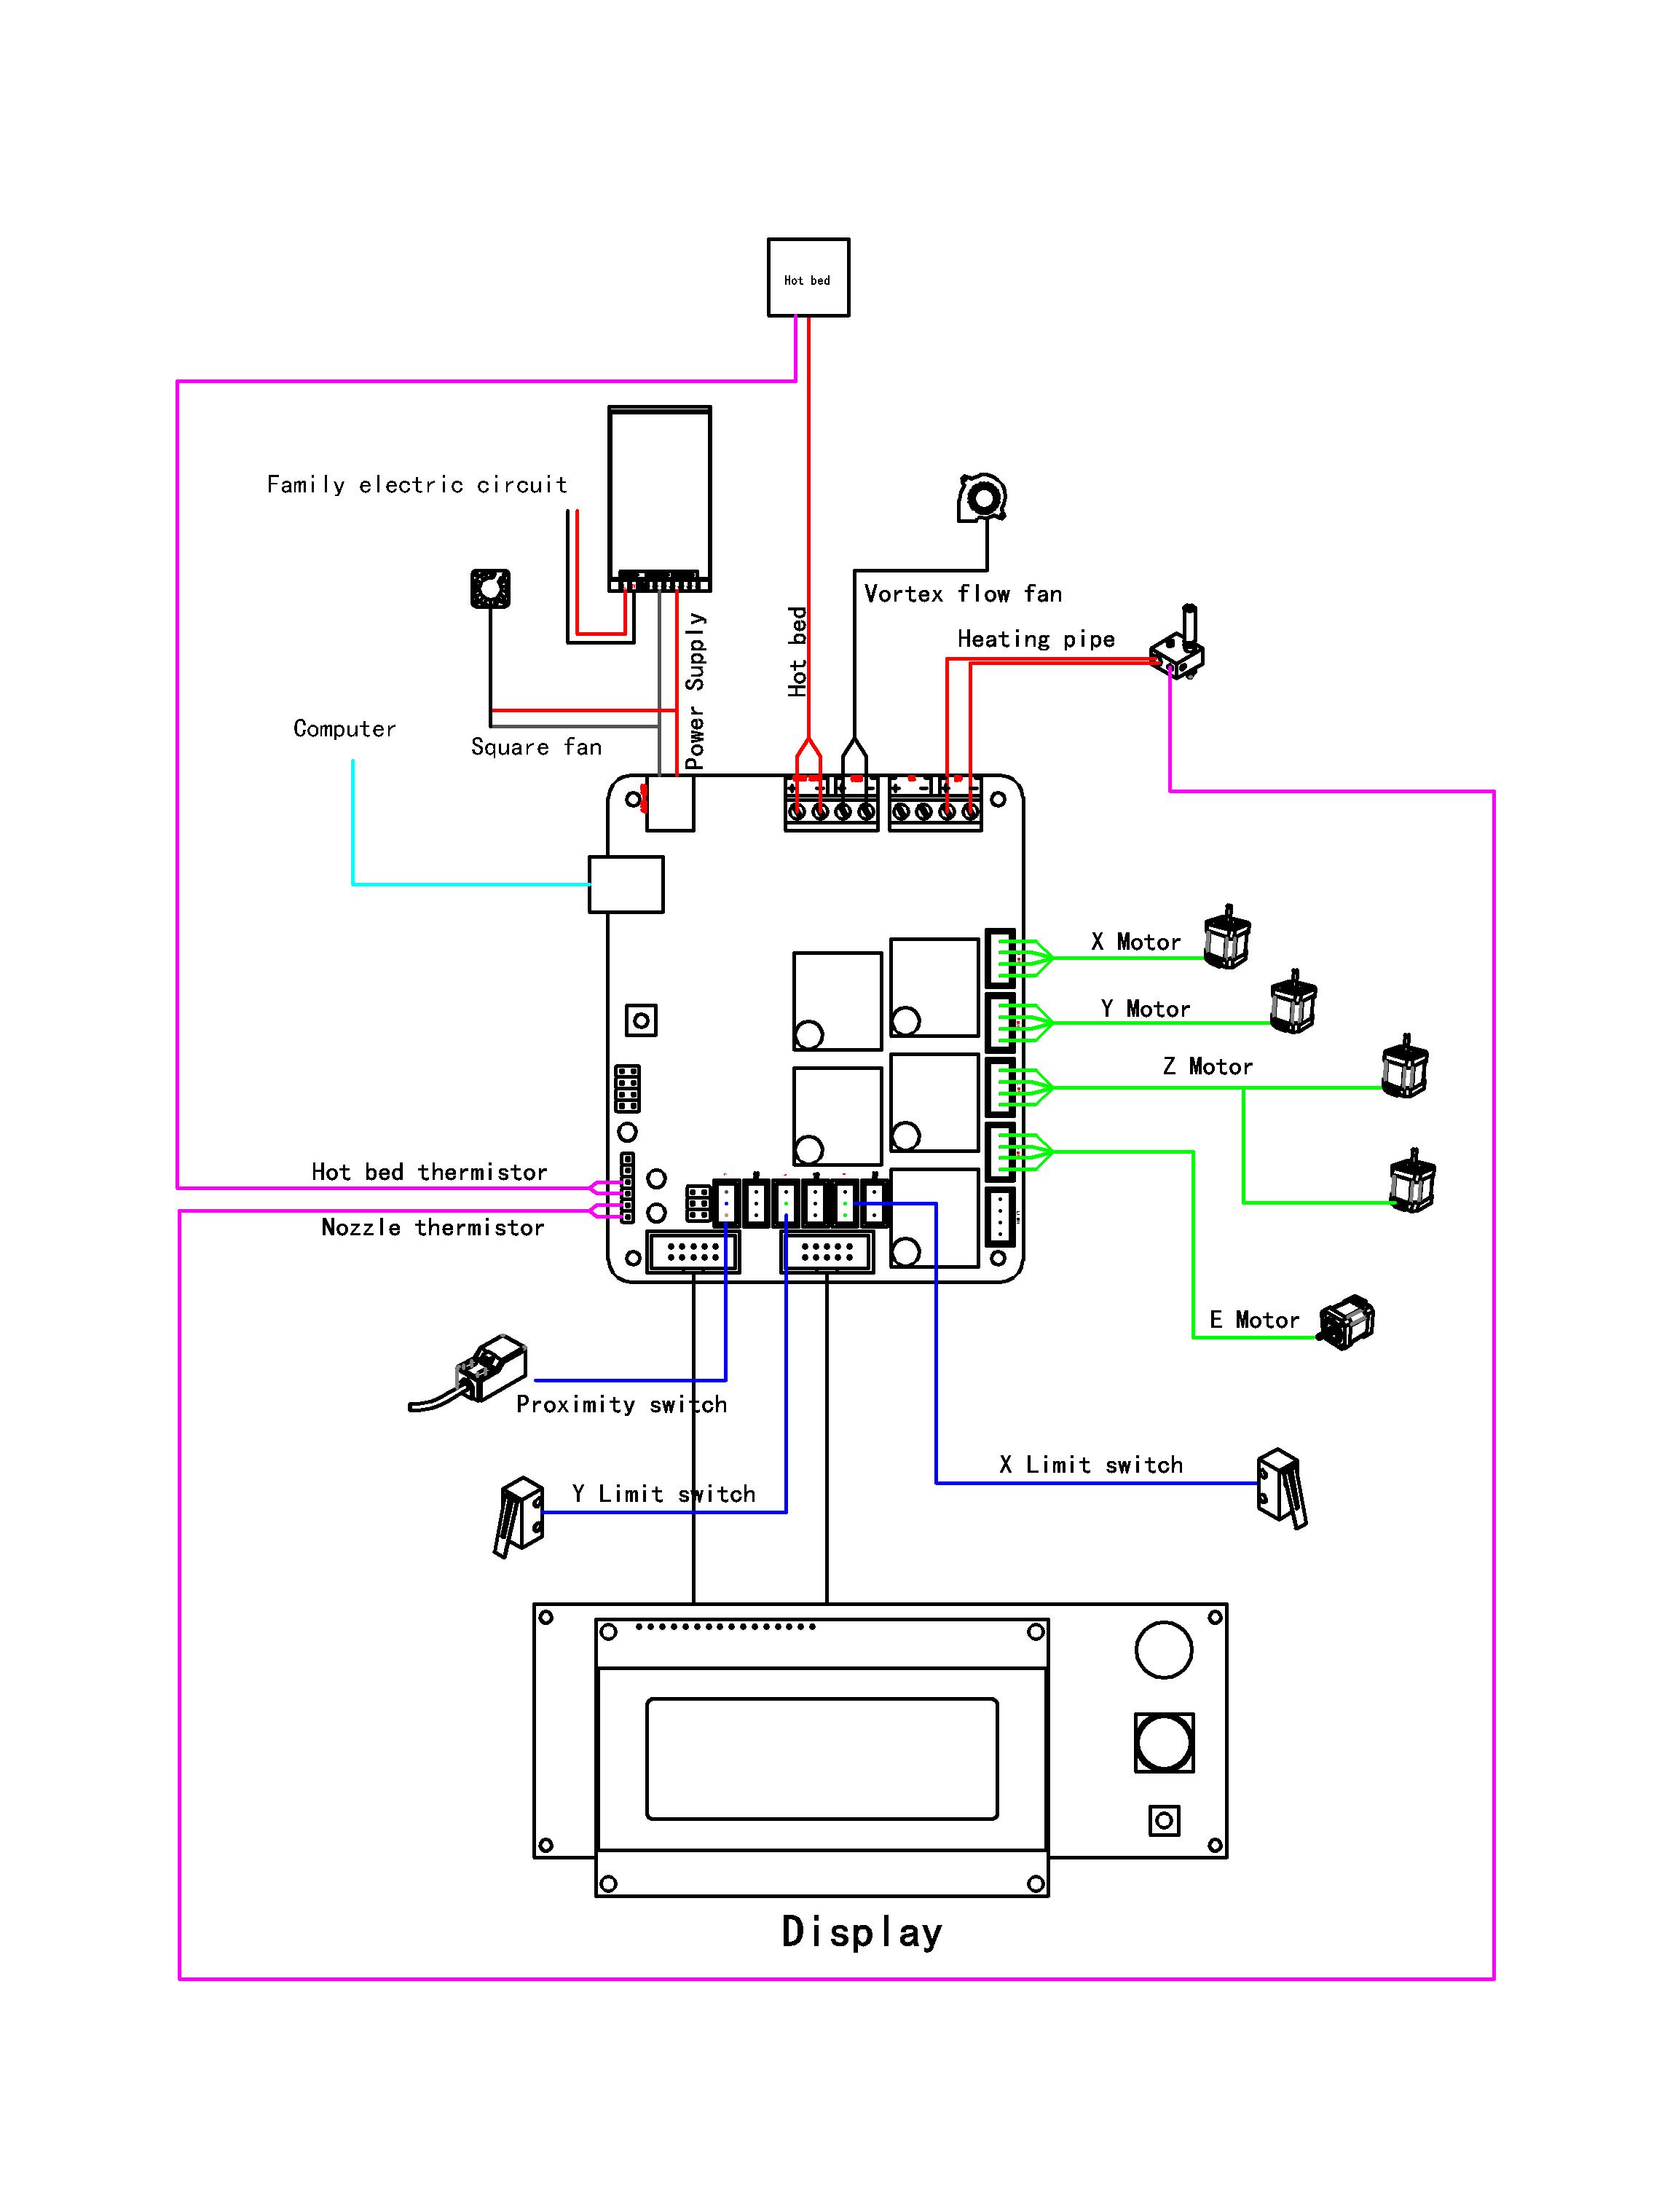 Hot bed
Family electric circuit
Vortex flow fan
Hot bed
Power Supply
Heating pipe
Computer
Square fan
+ - + -
+ - + -
X Motor
Y Motor
Z Motor
Hot bed thermistor
Nozzle thermistor
E Motor
Proximity switch
X Limit switch
Y Limit switch
Display